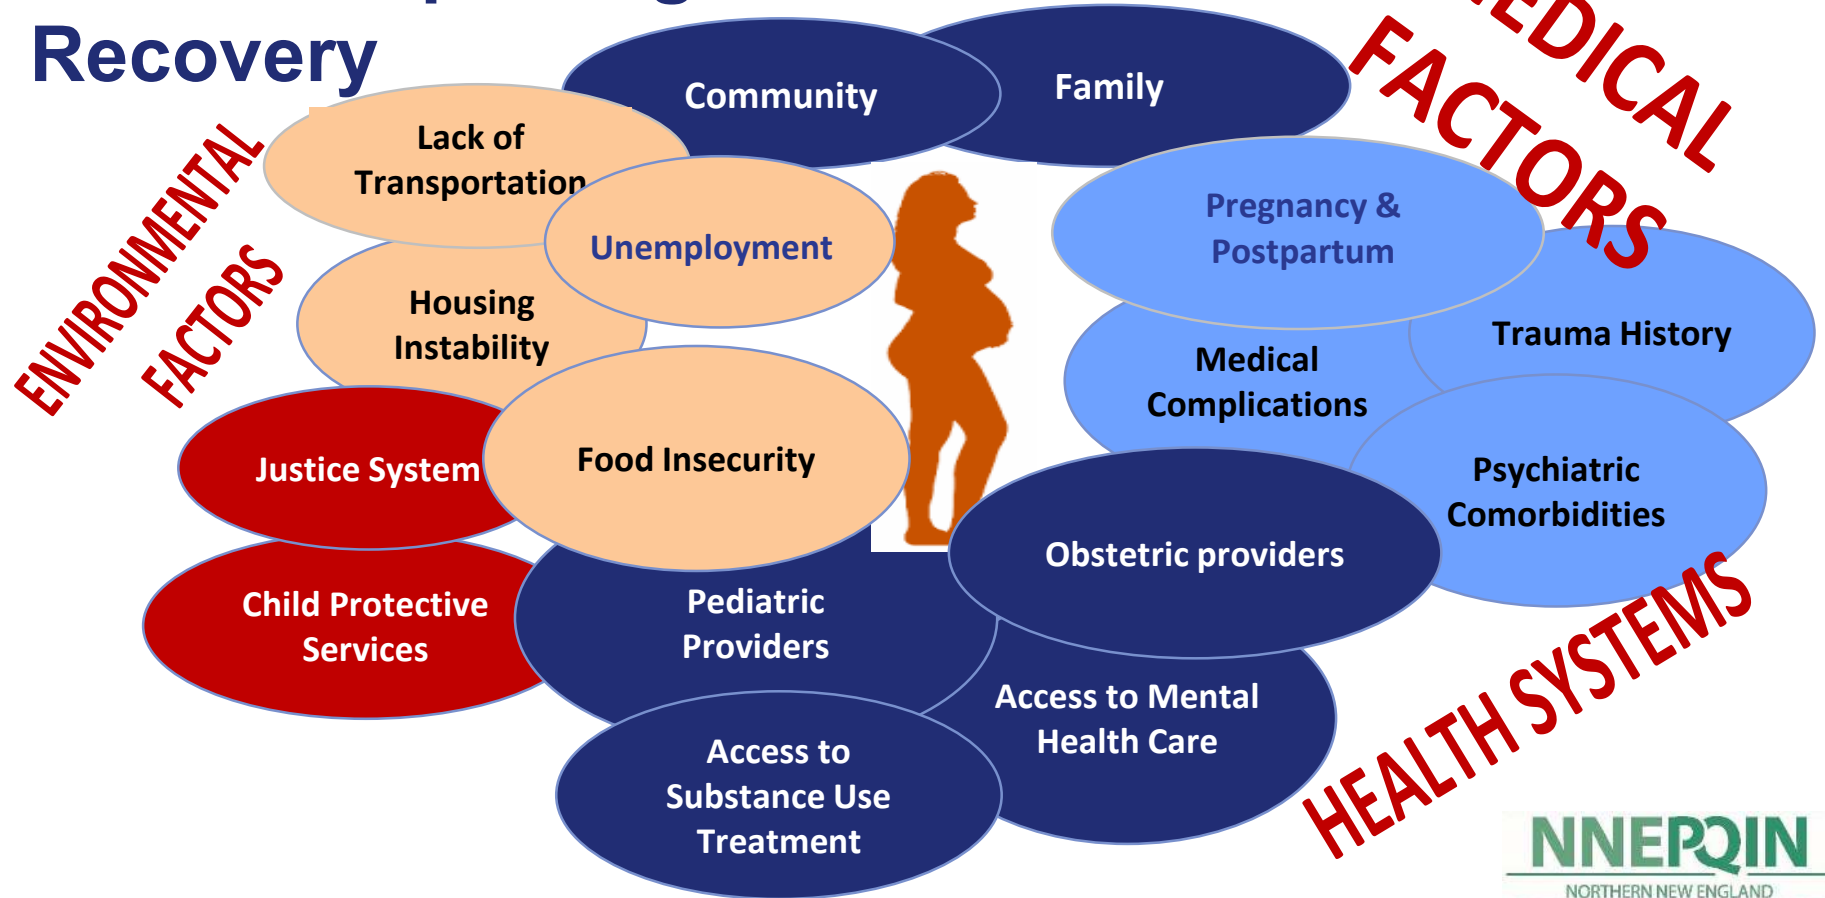 Recovery
Community
Family
MEDICAL
FACTORS
ENVIRONMENTAL
FACTORS
Lack of
Transportation
Unemployment
Pregnancy &
Postpartum
Housing
Instability
Medical
Complications
Trauma History
Justice System
Food Insecurity
Psychiatric
Comorbidities
Obstetric providers
Child Protective
Services
Pediatric
Providers
Access to Mental
Health Care
Access to
Substance Use
Treatment
HEALTH SYSTEMS
NNEPQIN
NORTHERN NEW ENGLAND